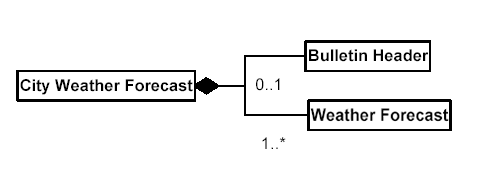 Bulletin Header
City Weather Forecast
0..1
Weather Forecast
1..*